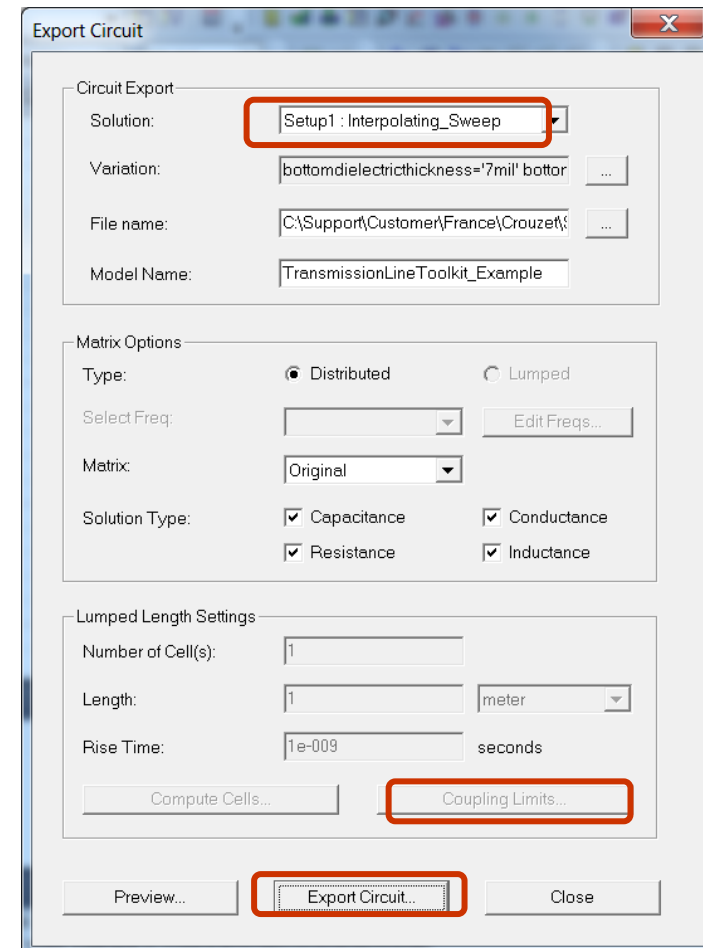 Export Circuit
X
Circuit Export
Solution: Setup1 : Interpolating_Sweep
Variation: bottomdielectricthickness='7mil' bottor ...
File name: C:\Support\Customer\France\Crouzet\ ...
Model Name: TransmissionLineToolkit_Example
Matrix Options
Type: Distributed Lumped
Select Freq: Edit Freqs...
Matrix: Original
Solution Type: Capacitance Conductance
Resistance Inductance
Lumped Length Settings
Number of Cell(s): 1
Length: 1 meter
Rise Time: 1e-009 seconds
Compute Cells... Coupling Limits...
Preview... Export Circuit... Close